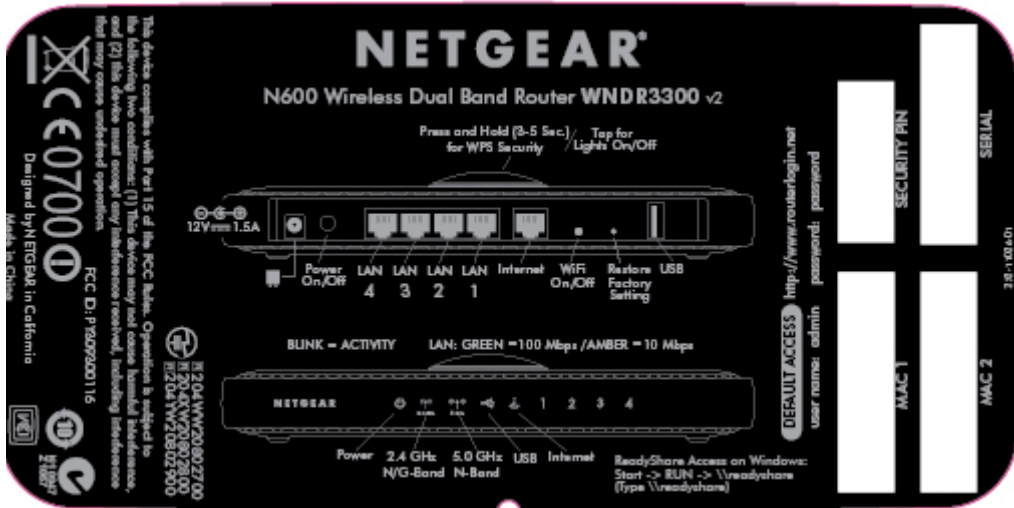 NETGEAR®
N600 Wireless Dual Band Router WNDR3300 v2
Press and Hold (3-5 Sec.)
for WPS Security
/ Tap for
Lights On/Off
12V 1.5A
Power
On/Off
LAN
4
LAN
3
LAN
2
LAN
1
Internet
WiFi
On/Off
Restore
Factory
Setting
USB
BLINK = ACTIVITY LAN: GREEN =100 Mbps /AMBER = 10 Mbps
NETGEAR
1 2 3 4
Power
2.4 GHz
N/G-Band
5.0 GHz
N-Band
USB
Internet
ReadyShare Access on Windows:
Start -> RUN -> \\readyshare
(Type \\readyshare)
This device complies with Part 15 of the FCC Rules. Operation is subject to
the following two conditions: (1) This device may not cause harmful interference,
and (2) this device must accept any interference received, including interference
that may cause undesired operation.
CE0700
FCC ID: PY309300116
Designed by NETGEAR in California
Made in China
10
N10947
DEFAULT ACCESS http://www.routerlogin.net
user name: admin password: password
SECURITY PIN
SERIAL
MAC 1
MAC 2